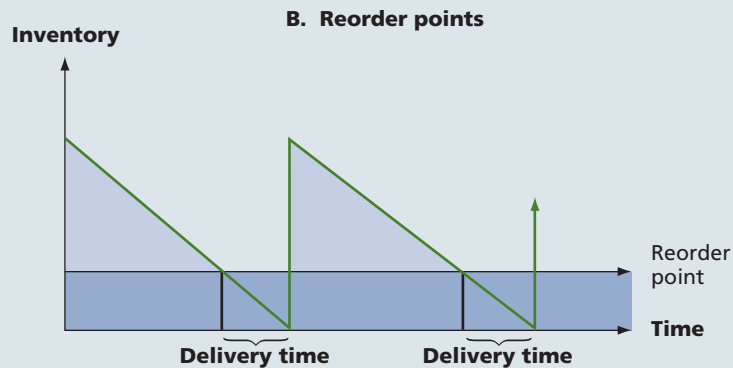 B. Reorder points
Inventory
Reorder
point
Time
Delivery time
Delivery time